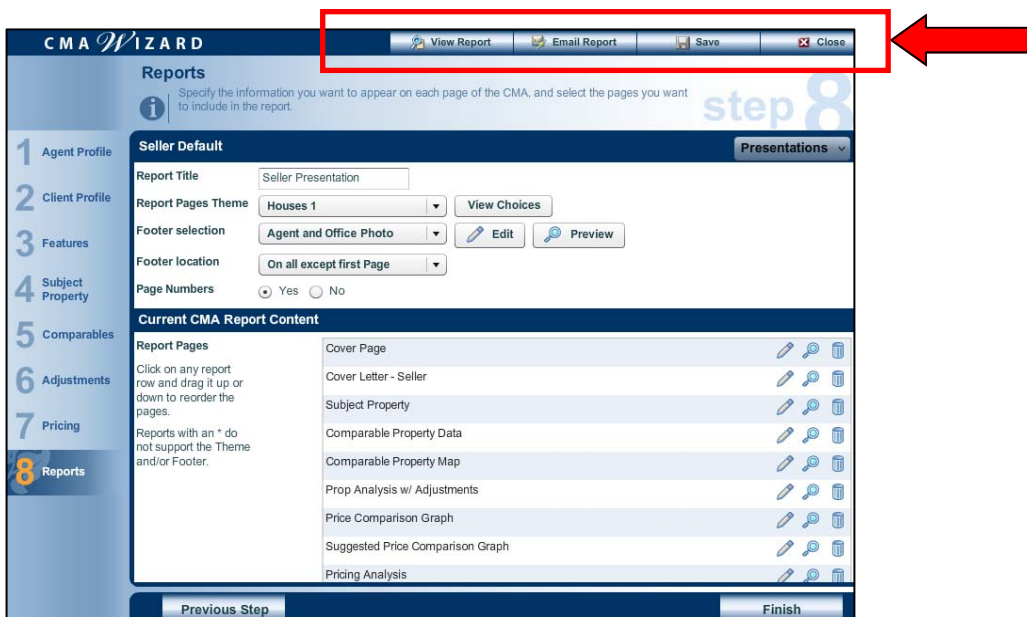 CMA WIZARD
View Report
Email Report
Save
Close
Reports
Specify the information you want to appear on each page of the CMA, and select the pages you want
to include in the report.
step 8
1 Agent Profile
2 Client Profile
3 Features
4 Subject
Property
5 Comparables
6 Adjustments
7 Pricing
8 Reports
Seller Default
Presentations
Report Title
Seller Presentation
Report Pages Theme
Houses 1
View Choices
Footer selection
Agent and Office Photo
Edit
Preview
Footer location
On all except first Page
Page Numbers
Yes
No
Current CMA Report Content
Report Pages
Click on any report
row and drag it up or
down to reorder the
pages.
Reports with an * do
not support the Theme
and/or Footer.
Cover Page
Cover Letter - Seller
Subject Property
Comparable Property Data
Comparable Property Map
Prop Analysis w/ Adjustments
Price Comparison Graph
Suggested Price Comparison Graph
Pricing Analysis
Previous Step
Finish